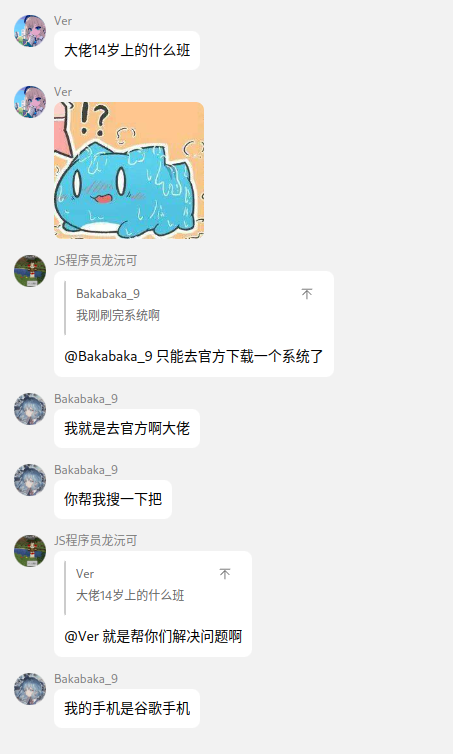 Ver
大佬14岁上的什么班
Ver
!?
JS程序员龙沅可
Bakabaka_9
我刚刷完系统啊
@Bakabaka_9 只能去官方下载一个系统了
Bakabaka_9
我就是去官方啊大佬
Bakabaka_9
你帮我搜一下把
JS程序员龙沅可
Ver
大佬14岁上的什么班
@Ver 就是帮你们解决问题啊
Bakabaka_9
我的手机是谷歌手机